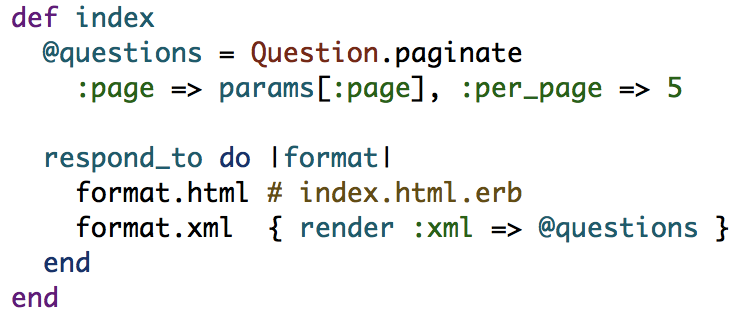 def index
  @questions = Question.paginate
    :page => params[:page], :per_page => 5

  respond_to do |format|
    format.html # index.html.erb
    format.xml  { render :xml => @questions }
  end
end